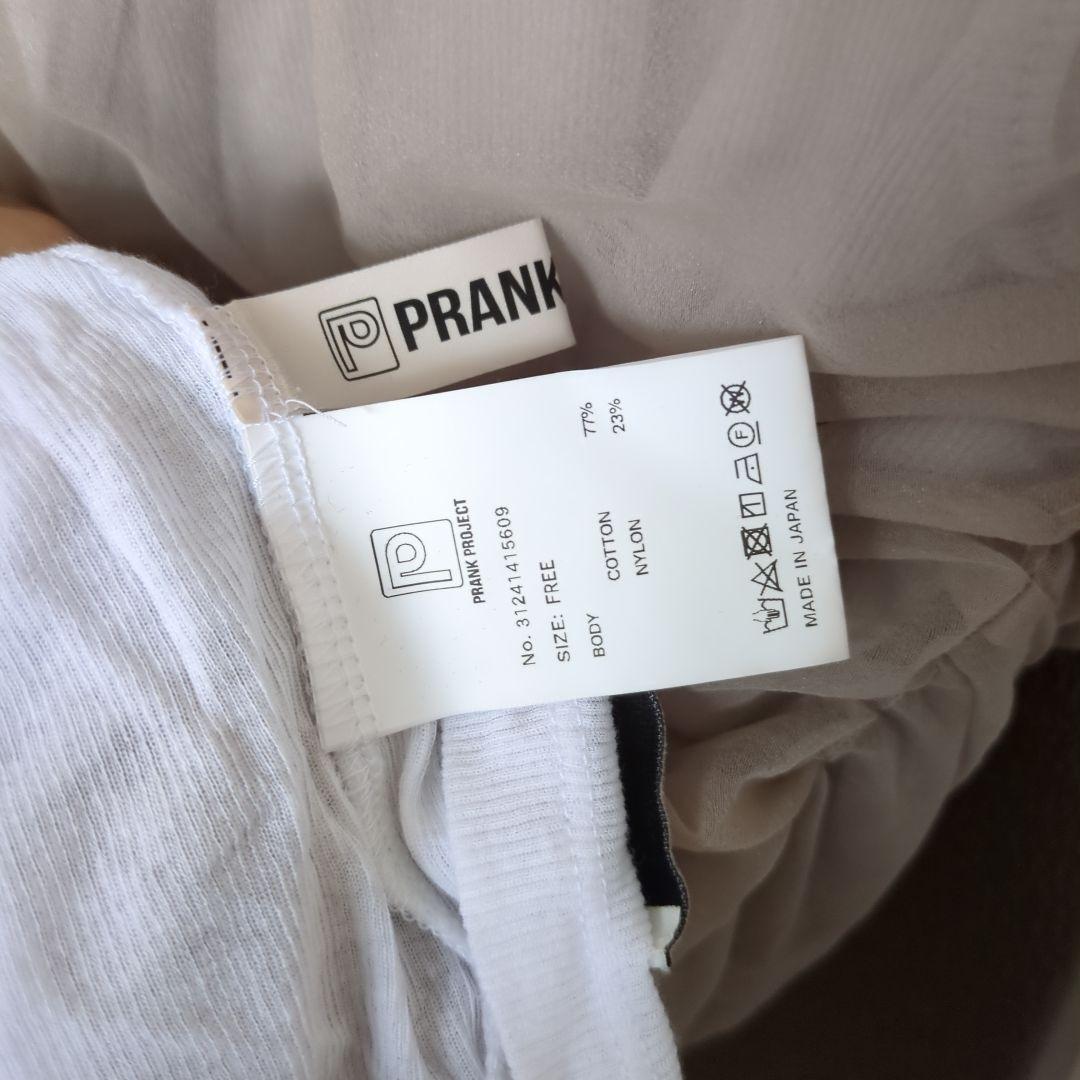 PRANK
PRANK PROJECT
No. 31241415609
SIZE: FREE
BODY COTTON 77%
NYLON 23%
F W
MADE IN JAPAN